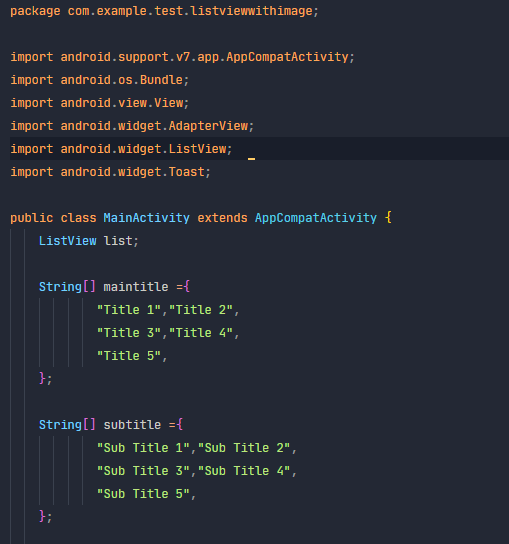 package com.example.test.listviewwithimage;
import android.support.v7.app.AppCompatActivity;
import android.os.Bundle;
import android.view.View;
import android.widget.AdapterView;
import android.widget.ListView;
import android.widget.Toast;
public class MainActivity extends AppCompatActivity {
ListView list;
String[] maintitle ={
"Title 1","Title 2",
"Title 3","Title 4",
"Title 5",
};
String[] subtitle ={
"Sub Title 1","Sub Title 2",
"Sub Title 3","Sub Title 4",
"Sub Title 5",
};